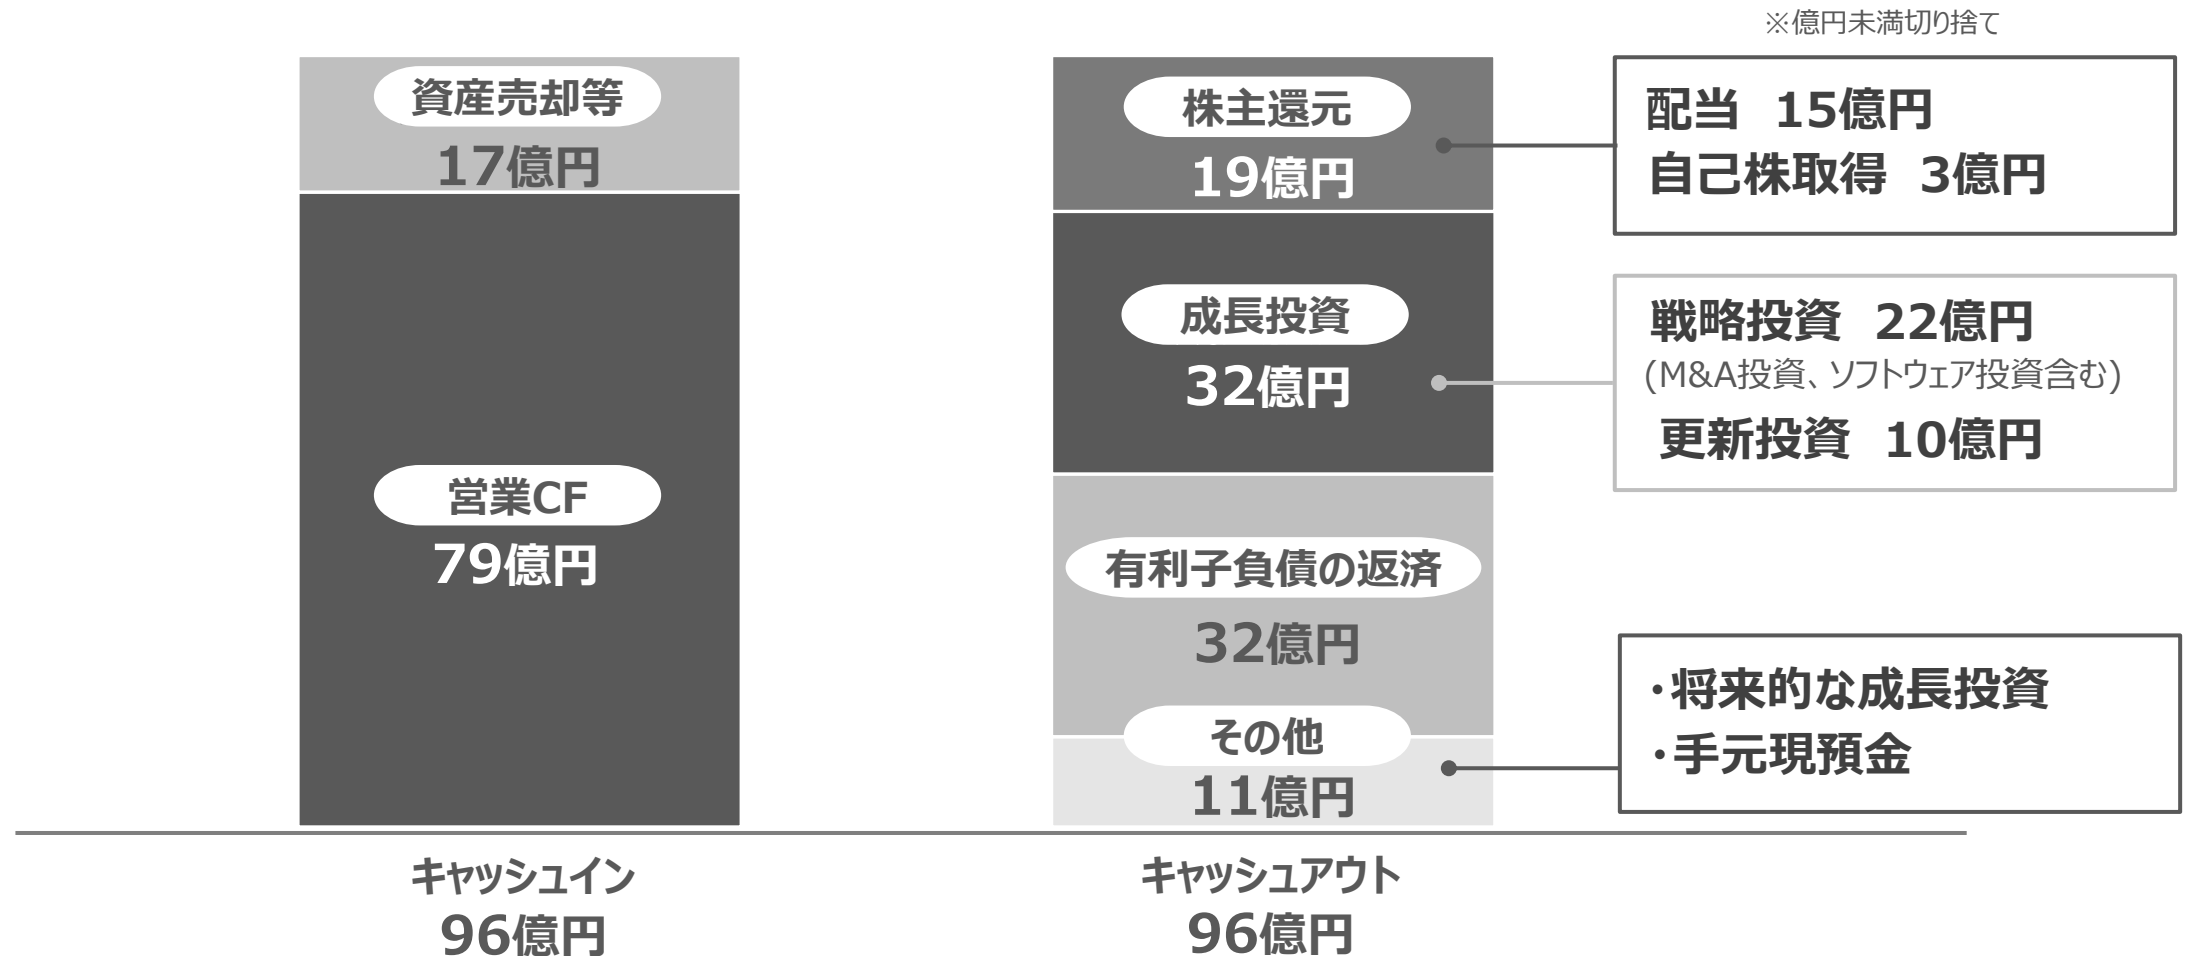 ※億円未満切り捨て
資産売却等
17億円
営業CF
79億円
キャッシュイン
96億円
株主還元
19億円
成長投資
32億円
有利子負債の返済
32億円
その他
11億円
キャッシュアウト
96億円
配当 15億円
自己株取得 3億円
戦略投資 22億円
(M&A投資、ソフトウェア投資含む)
更新投資 10億円
・将来的な成長投資
・手元現預金